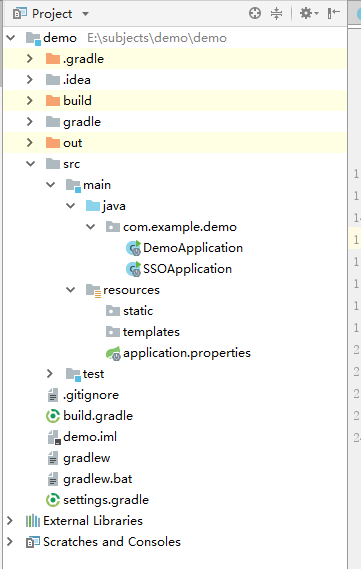 Project
demo E:\subjects\demo\demo
.gradle
.idea
build
gradle
out
src
main
java
com.example.demo
DemoApplication
SSOApplication
resources
static
templates
application.properties
test
.gitignore
build.gradle
demo.iml
gradlew
gradlew.bat
settings.gradle
External Libraries
Scratches and Consoles